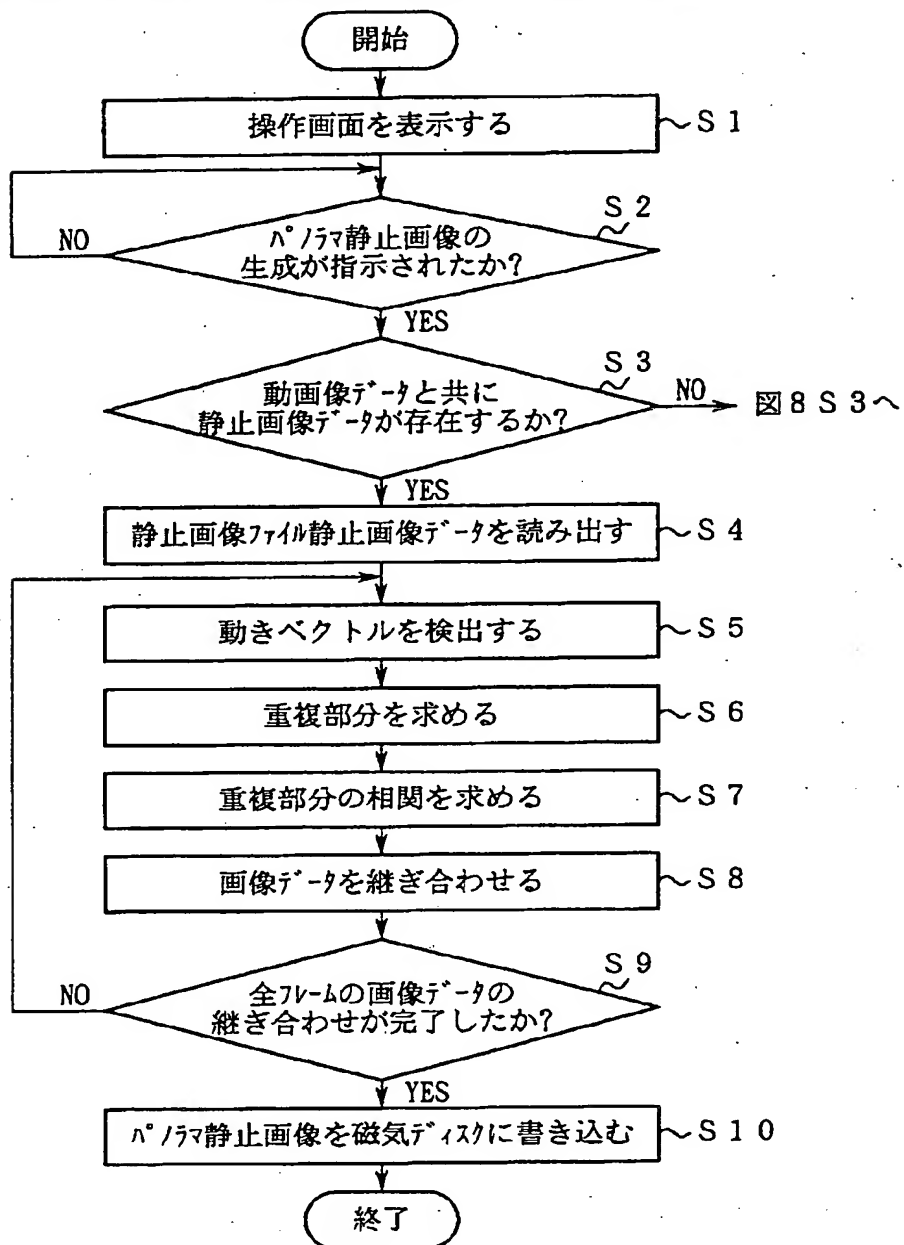 開始
操作画面を表示する
～S1
S2
NO
ﾊﾟﾉﾗﾏ静止画像の
生成が指示されたか?
YES
S3
動画像ﾃﾞｰﾀと共に
静止画像ﾃﾞｰﾀが存在するか?
NO
図8S3へ
YES
静止画像ﾌｧｲﾙ静止画像ﾃﾞｰﾀを読み出す
～S4
動きベクトルを検出する
～S5
重複部分を求める
～S6
重複部分の相関を求める
～S7
画像ﾃﾞｰﾀを継ぎ合わせる
～S8
S9
NO
全ﾌﾚｰﾑの画像ﾃﾞｰﾀの
継ぎ合わせが完了したか?
YES
ﾊﾟﾉﾗﾏ静止画像を磁気ディスクに書き込む
～S10
終了